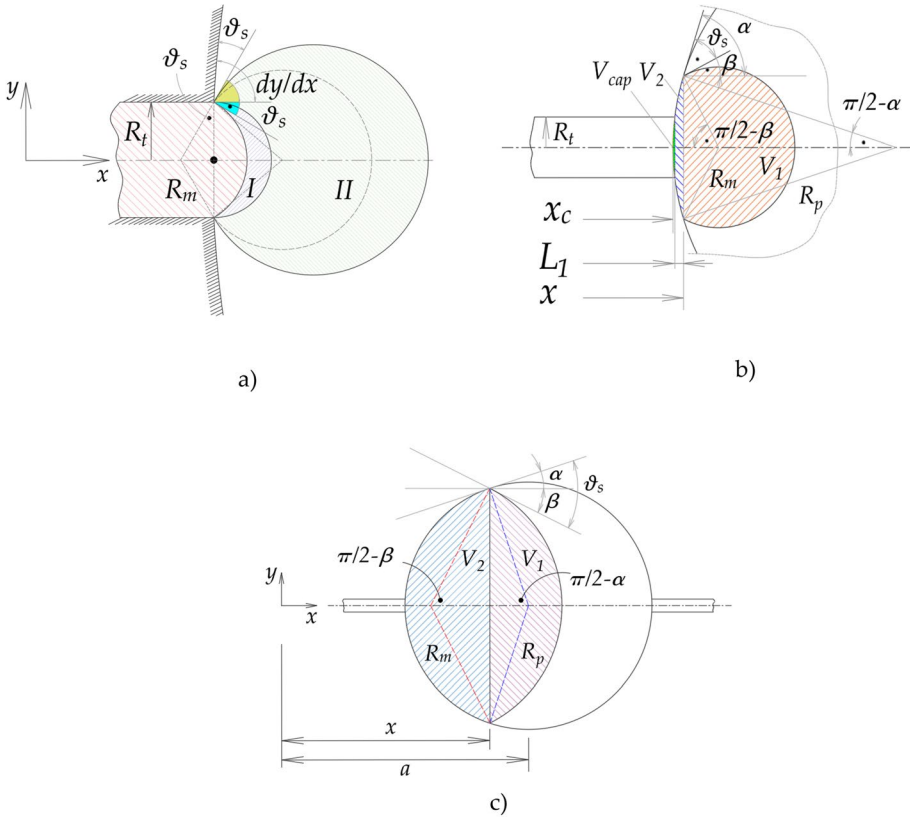 ϑs
ϑs
y
dy/dx
ϑs
Rt
x
Rm
I
II
a)
α
ϑs
β
Vcap V2
π/2-α
Rt
π/2-β
V1
Rm
Rp
xc
L1
x
b)
α
ϑs
β
π/2-β
V2
V1
π/2-α
y
x
Rm
Rp
x
a
c)